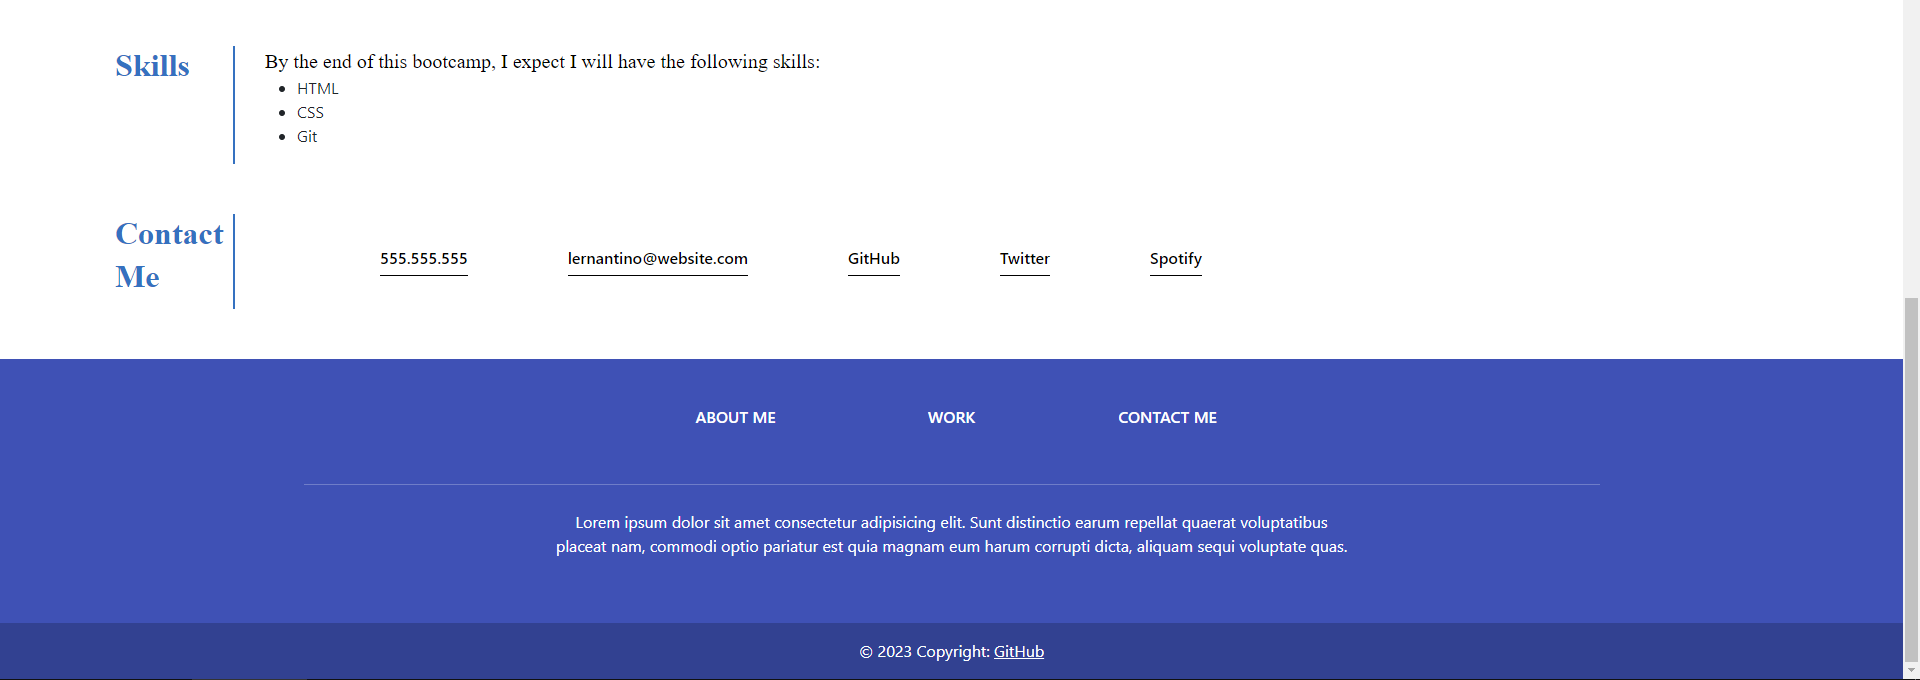 Skills
By the end of this bootcamp, I expect I will have the following skills:
HTML
CSS
Git
Contact
Me
555.555.555 lernantino@website.com GitHub Twitter Spotify
ABOUT ME WORK CONTACT ME
Lorem ipsum dolor sit amet consectetur adipisicing elit. Sunt distinctio earum repellat quaerat voluptatibus
placeat nam, commodi optio pariatur est quia magnam eum harum corrupti dicta, aliquam sequi voluptate quas.
© 2023 Copyright: GitHub